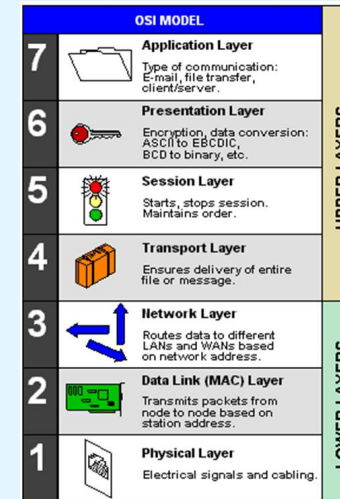 OSI MODEL
7
Application Layer
Type of communication:
E-mail, file transfer,
client/server.
6
Presentation Layer
Encryption, data conversion:
ASCII to EBCDIC,
BCD to binary, etc.
5
Session Layer
Starts, stops session.
Maintains order.
4
Transport Layer
Ensures delivery of entire
file or message.
UPPER LAYERS
3
Network Layer
Routes data to different
LANs and WANs based
on network address.
2
Data Link (MAC) Layer
Transmits packets from
node to node based on
station address.
1
Physical Layer
Electrical signals and cabling.
LOWER LAYERS